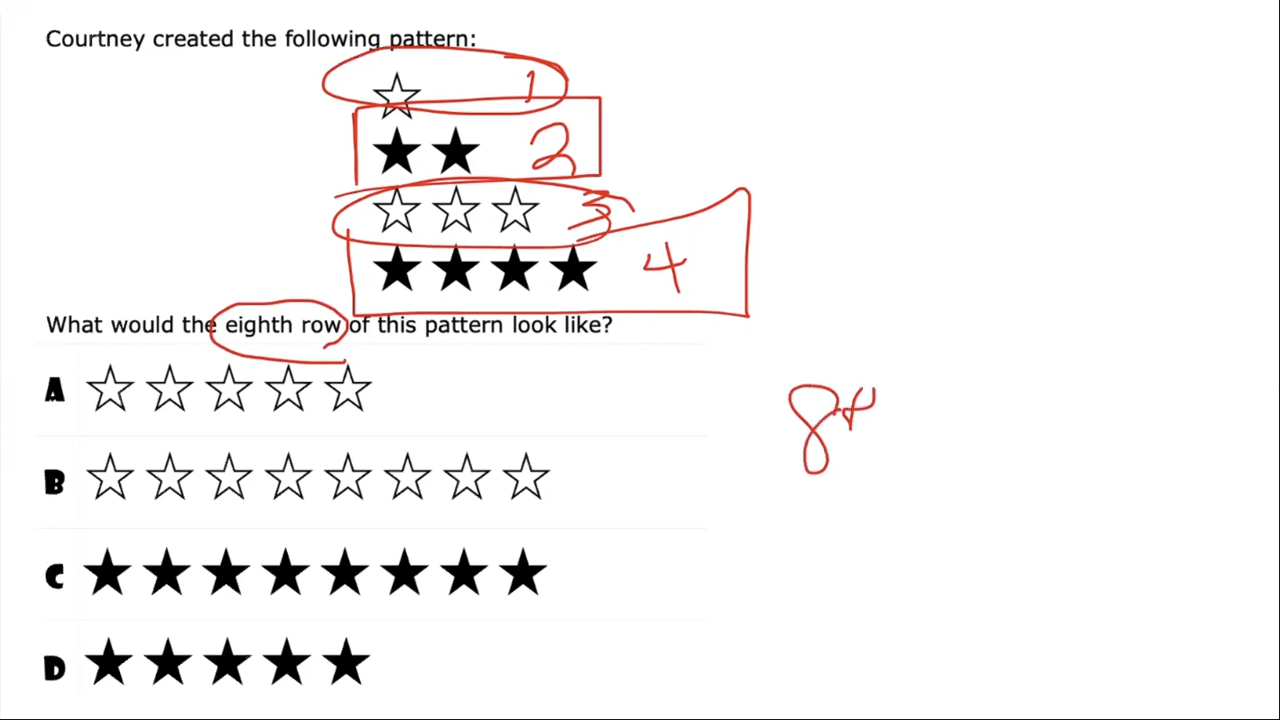 Courtney created the following pattern:
1
2
3
4
What would the eighth row of this pattern look like?
A
B
8
C
D